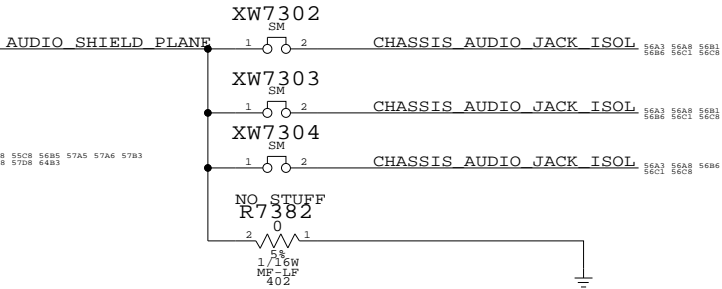 XW7302
SM
AUDIO_SHIELD_PLANE
1
2
CHASSIS_AUDIO_JACK_ISOL
56A3 56A8 56B1
56B6 56C1 56C8
XW7303
SM
1
2
CHASSIS_AUDIO_JACK_ISOL
56A3 56A8 56B1
56B6 56C1 56C8
XW7304
SM
1
2
CHASSIS_AUDIO_JACK_ISOL
56A3 56A8 56B6
56C1 56C8
8 55C8 56B5 57A5 57A6 57B3
8 57D8 64B3
NO STUFF
R7382
0
2
1
5%
1/16W
MF-LF
402